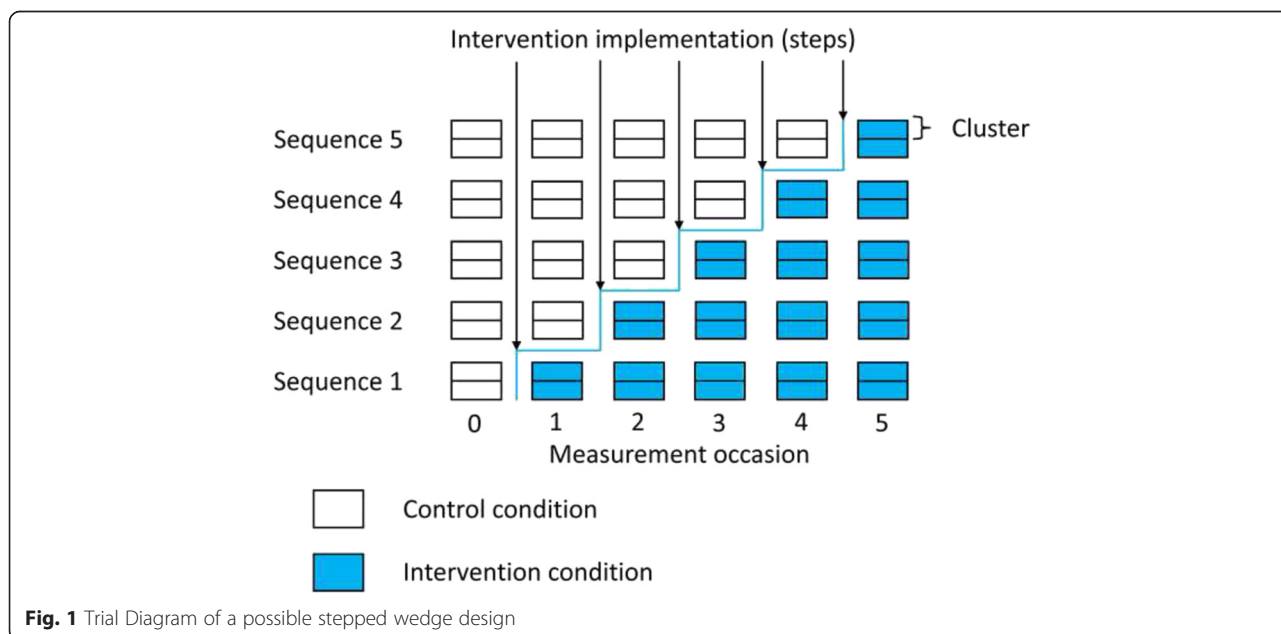 Intervention implementation (steps)
Sequence 5
Cluster
Sequence 4
Sequence 3
Sequence 2
Sequence 1
0 1 2 3 4 5
Measurement occasion
Control condition
Intervention condition
Fig. 1 Trial Diagram of a possible stepped wedge design